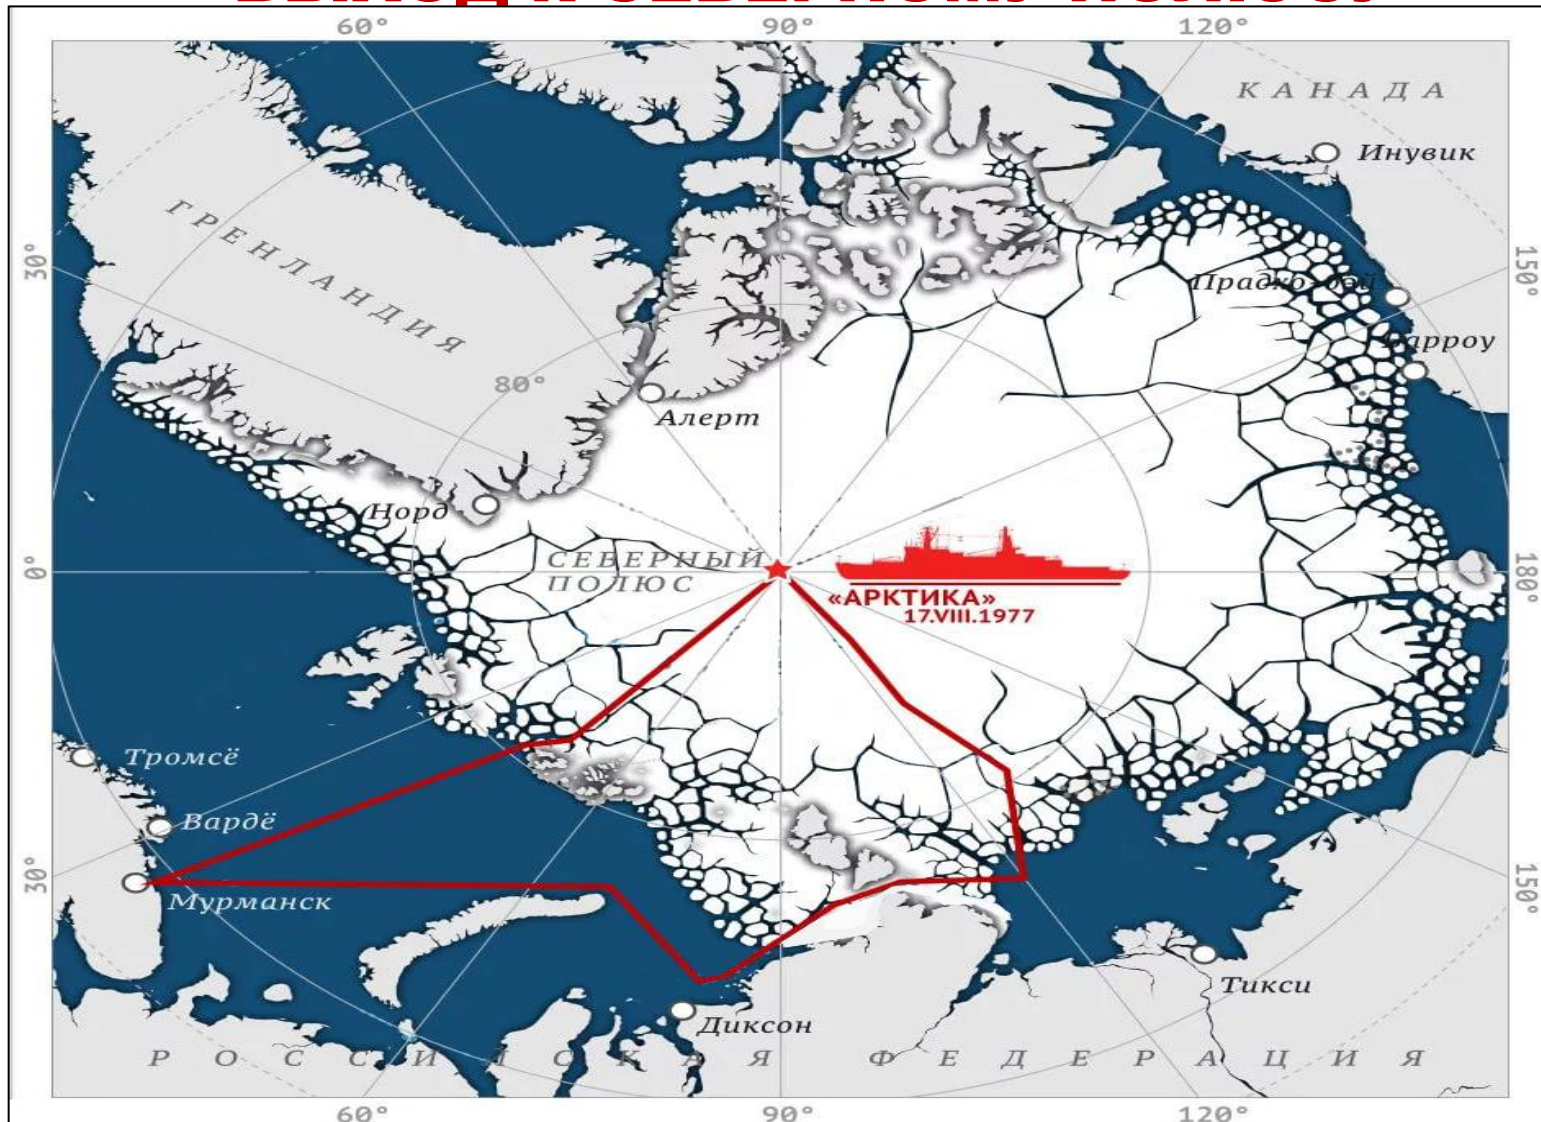 60°
90°
120°
КАНАДА
Инувик
ГРЕНЛАНДИЯ
30°
150°
Барроу
80°
Алерт
Норд
СЕВЕРНЫЙ
ПОЛЮС
0°
180°
«АРКТИКА»
17.VIII.1977
Тромсё
Вардё
30°
150°
Мурманск
Тикси
Диксон
РОССИЙСКАЯ ФЕДЕРАЦИЯ
60°
90°
120°